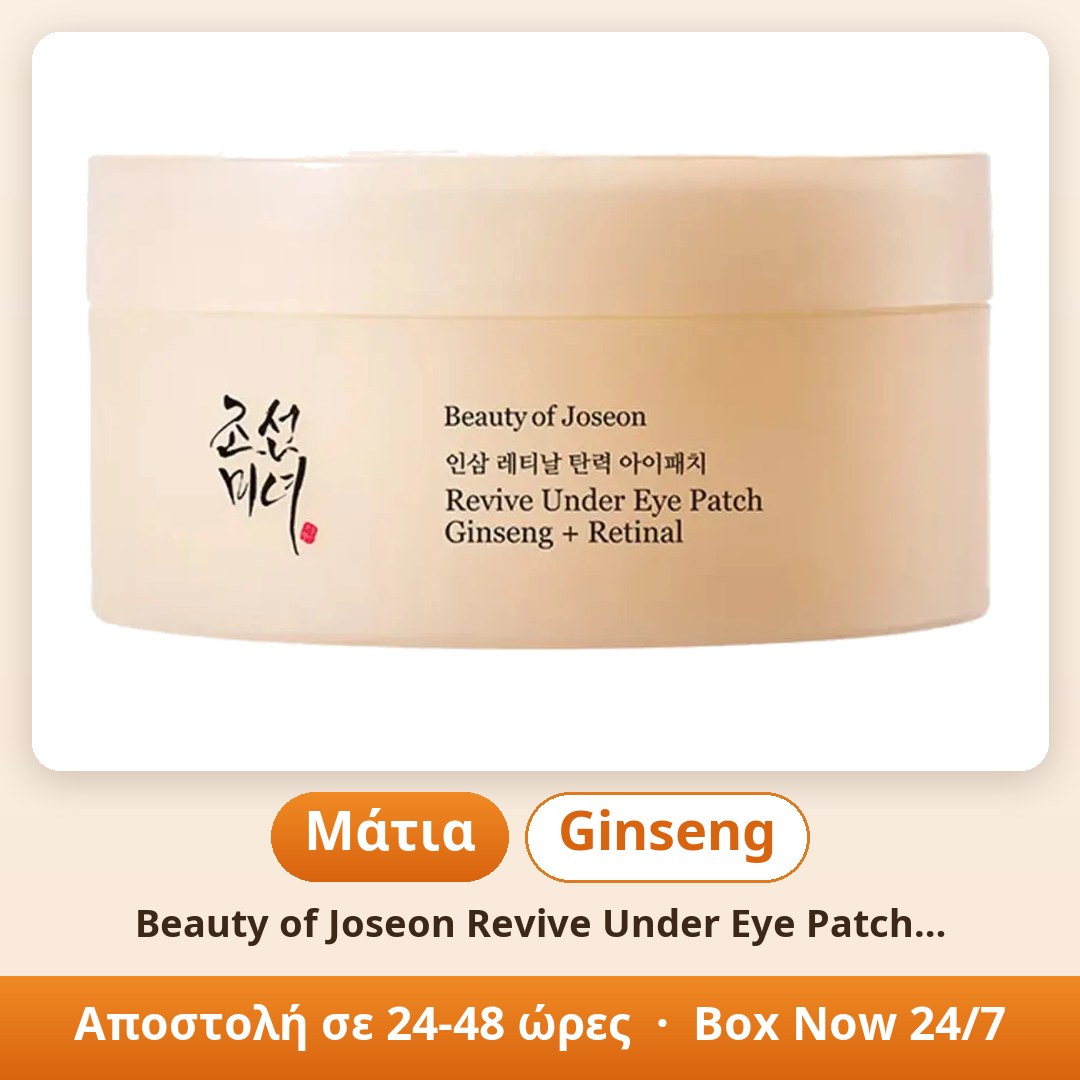 조선
미녀
Beauty of Joseon
인삼 레티날 탄력 아이패치
Revive Under Eye Patch
Ginseng + Retinal
Μάτια
Ginseng
Beauty of Joseon Revive Under Eye Patch...
Αποστολή σε 24-48 ώρες · Box Now 24/7